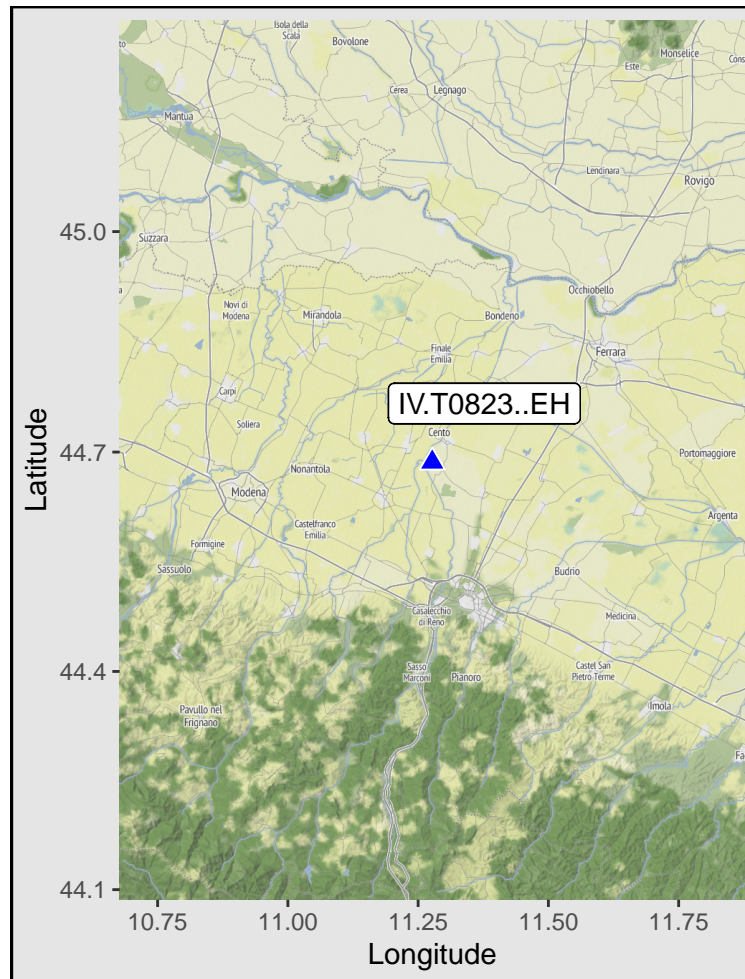 Isola della
Scala
Bovolone
Monselice
Este
Cons
Cerea
Legnago
Mantua
Lendinara
Rovigo
45.0
Suzzara
Occhiobello
Novi di
Modena
Mirandola
Bondeno
Finale
Emilia
Ferrara
Carpi
IV.T0823..EH
Soliera
Cento
44.7
Portomaggiore
Nonantola
Modena
Argenta
Castelfranco
Emilia
Formigine
Sassuolo
Budrio
Casalecchio
di Reno
Medicina
44.4
Sasso
Marconi
Pianoro
Castel San
Pietro Terme
Imola
Pavullo nel
Frignano
Fa
44.1
10.75
11.00
11.25
11.50
11.75
Longitude
Latitude